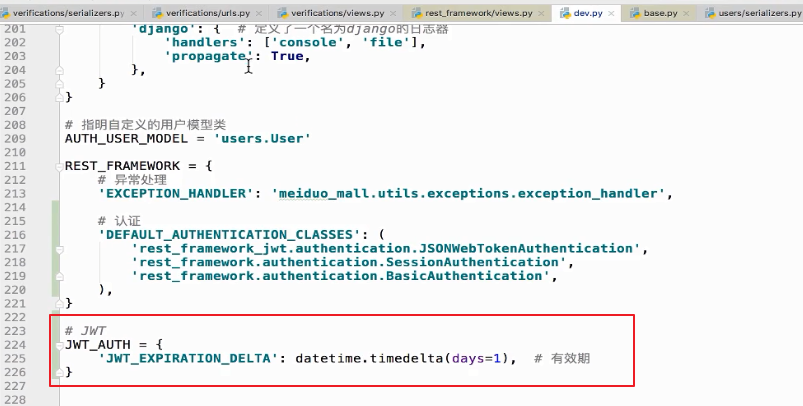 verifications/serializers.py
verifications/urls.py
verifications/views.py
rest_framework/views.py
dev.py
base.py
users/serializers.py
201 'django': {  # 定义了一个名为django的日志器
202 'handlers': ['console', 'file'],
203 'propagate': True,
204 },
205 }
206 }
207
208 # 指明自定义的用户模型类
209 AUTH_USER_MODEL = 'users.User'
210
211 REST_FRAMEWORK = {
212 # 异常处理
213 'EXCEPTION_HANDLER': 'meiduo_mall.utils.exceptions.exception_handler',
214
215 # 认证
216 'DEFAULT_AUTHENTICATION_CLASSES': (
217 'rest_framework_jwt.authentication.JSONWebTokenAuthentication',
218 'rest_framework.authentication.SessionAuthentication',
219 'rest_framework.authentication.BasicAuthentication',
220 ),
221 }
222
223 # JWT
224 JWT_AUTH = {
225 'JWT_EXPIRATION_DELTA': datetime.timedelta(days=1),  # 有效期
226 }
227
228